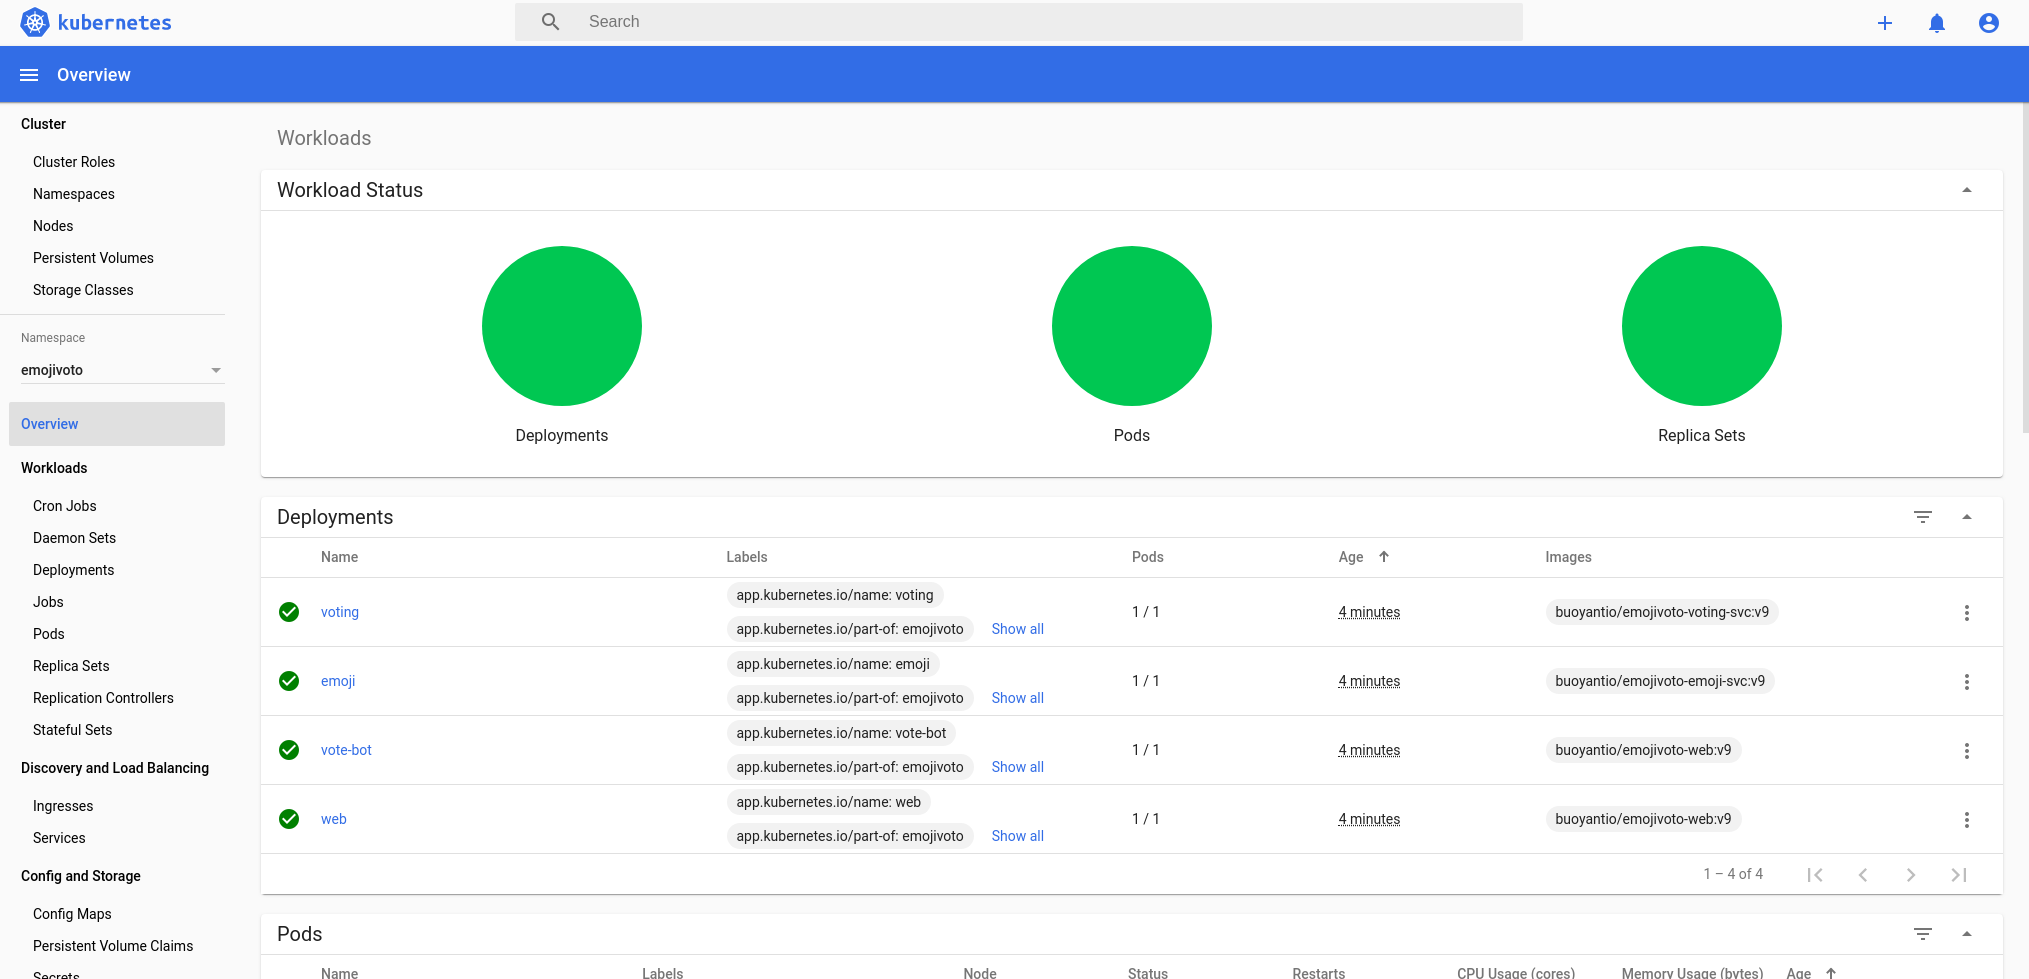 kubernetes
Search
Overview
Cluster
Cluster Roles
Namespaces
Nodes
Persistent Volumes
Storage Classes
Namespace
emojivoto
Overview
Workloads
Cron Jobs
Daemon Sets
Deployments
Jobs
Pods
Replica Sets
Replication Controllers
Stateful Sets
Discovery and Load Balancing
Ingresses
Services
Config and Storage
Config Maps
Persistent Volume Claims
Secrets
Workloads
Workload Status
Deployments Pods Replica Sets
Deployments
Name Labels Pods Age Images
app.kubernetes.io/name: voting
voting 1 / 1 4 minutes buoyantio/emojivoto-voting-svc:v9
app.kubernetes.io/part-of: emojivoto Show all
app.kubernetes.io/name: emoji
emoji 1 / 1 4 minutes buoyantio/emojivoto-emoji-svc:v9
app.kubernetes.io/part-of: emojivoto Show all
app.kubernetes.io/name: vote-bot
vote-bot 1 / 1 4 minutes buoyantio/emojivoto-web:v9
app.kubernetes.io/part-of: emojivoto Show all
app.kubernetes.io/name: web
web 1 / 1 4 minutes buoyantio/emojivoto-web:v9
app.kubernetes.io/part-of: emojivoto Show all
1 – 4 of 4
Pods
Name Labels Node Status Restarts CPU Usage (cores) Memory Usage (bytes) Age